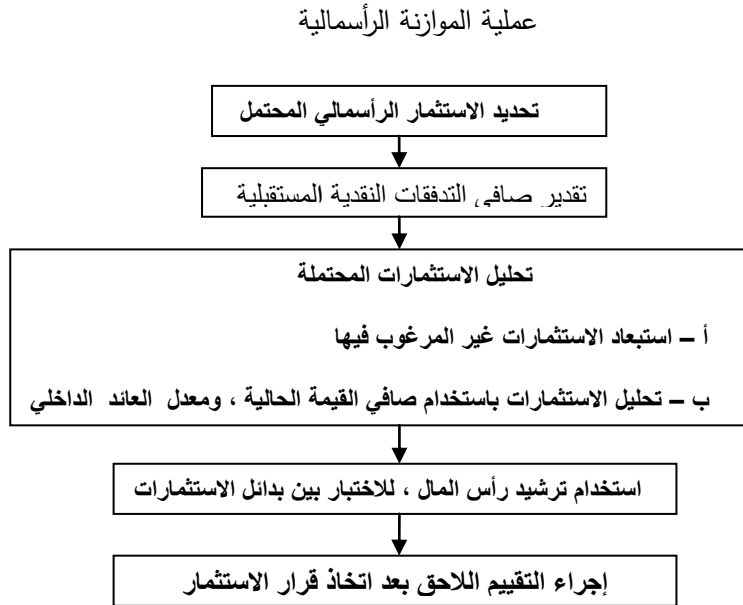 عملية الموازنة الرأسمالية
تحديد الاستثمار الرأسمالي المحتمل
تقدير صافي التدفقات النقدية المستقبلية
تحليل الاستثمارات المحتملة
أ – استبعاد الاستثمارات غير المرغوب فيها
ب – تحليل الاستثمارات باستخدام صافي القيمة الحالية ، ومعدل العائد الداخلي
استخدام ترشيد رأس المال ، للاختبار بين بدائل الاستثمارات
إجراء التقييم اللاحق بعد اتخاذ قرار الاستثمار